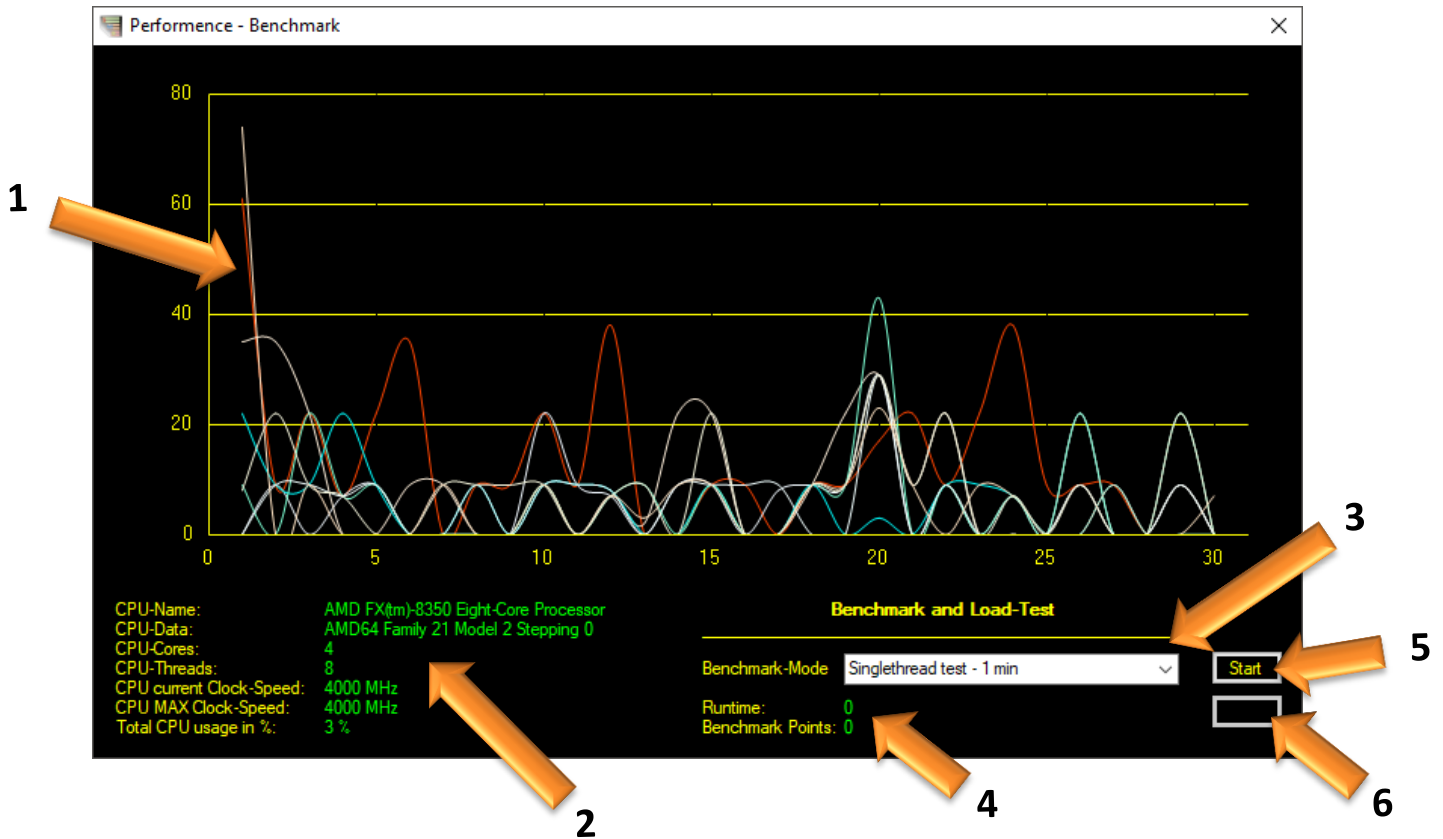 Performence - Benchmark
80
1
60
40
20
0
0 5 10 15 20 25 30
3
CPU-Name: AMD FX(tm)-8350 Eight-Core Processor
CPU-Data: AMD64 Family 21 Model 2 Stepping 0
CPU-Cores: 4
CPU-Threads: 8
CPU current Clock-Speed: 4000 MHz
CPU MAX Clock-Speed: 4000 MHz
Total CPU usage in %: 3 %
Benchmark and Load-Test
Benchmark-Mode Singlethread test - 1 min Start
5
Runtime: 0
Benchmark Points: 0
2
4
6